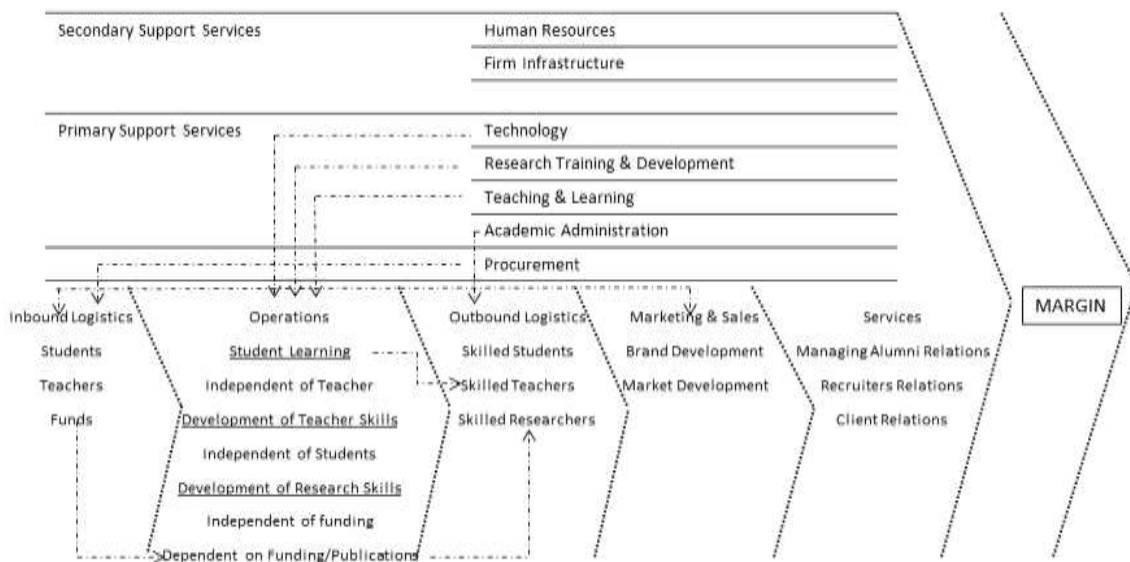 Secondary Support Services
Human Resources
Firm Infrastructure
Primary Support Services
Technology
Research Training & Development
Teaching & Learning
Academic Administration
Procurement
Inbound Logistics
Students
Teachers
Funds
Operations
Student Learning
Independent of Teacher
Development of Teacher Skills
Independent of Students
Development of Research Skills
Independent of funding
Dependent on Funding/Publications
Outbound Logistics
Skilled Students
Skilled Teachers
Skilled Researchers
Marketing & Sales
Brand Development
Market Development
Services
Managing Alumni Relations
Recruiters Relations
Client Relations
MARGIN